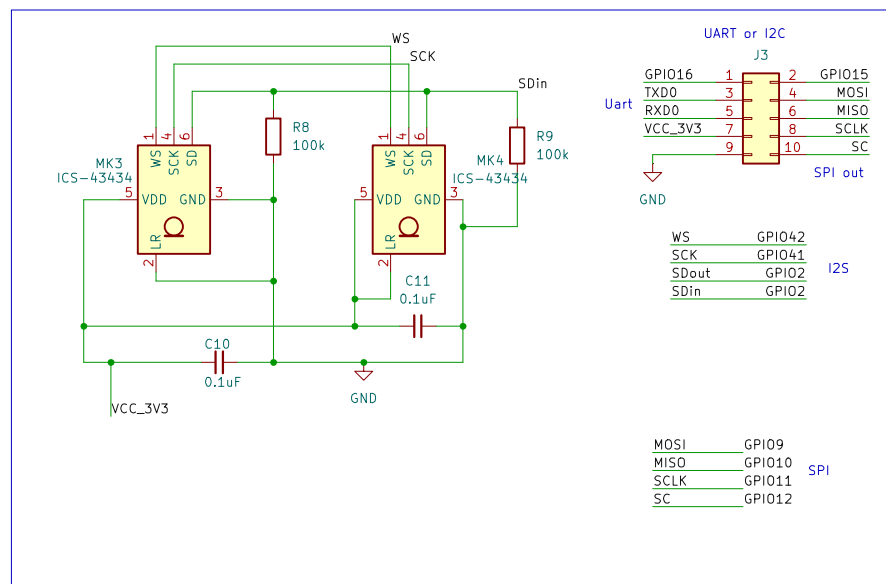 UART or I2C
WS
J3
SCK
GPIO16 1 2 GPIO15
SDin
TXD0 3 4 MOSI
Uart
RXD0 5 6 MISO
VCC_3V3 7 8 SCLK
9 10 SC
SPI out
GND
R8
100k
R9
100k
MK3
ICS-43434
1 4 6
WS SCK SD
5 VDD GND 3
LR
2
MK4
ICS-43434
1 4 6
WS SCK SD
5 VDD GND 3
LR
2
WS GPIO42
SCK GPIO41
I2S
SDout GPIO2
SDin GPIO2
C11
0.1uF
C10
0.1uF
GND
VCC_3V3
MOSI GPIO9
MISO GPIO10
SPI
SCLK GPIO11
SC GPIO12